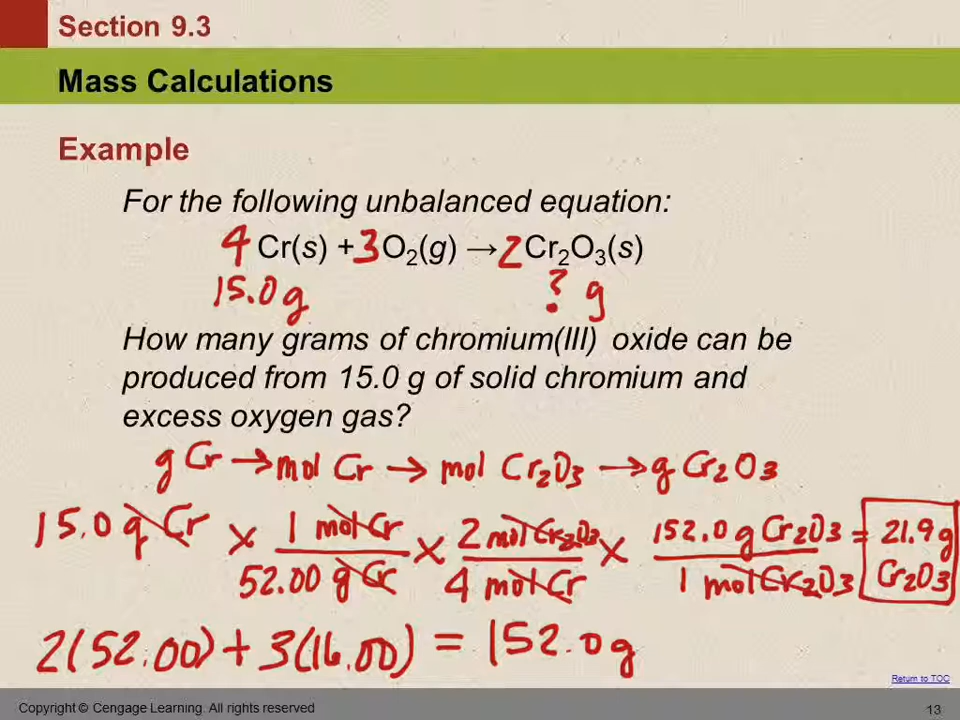 Section 9.3
Mass Calculations
Example
For the following unbalanced equation:
4 Cr(s) + 3 O₂(g) → 2 Cr₂O₃(s)
15.0 g ? g
How many grams of chromium(III) oxide can be
produced from 15.0 g of solid chromium and
excess oxygen gas?
g Cr → mol Cr → mol Cr₂O₃ → g Cr₂O₃
15.0 g Cr × 1 mol Cr / 52.00 g Cr × 2 mol Cr₂O₃ / 4 mol Cr × 152.0 g Cr₂O₃ / 1 mol Cr₂O₃ = 21.9 g Cr₂O₃
2(52.00) + 3(16.00) = 152.0 g
Return to TOC
Copyright © Cengage Learning. All rights reserved 13